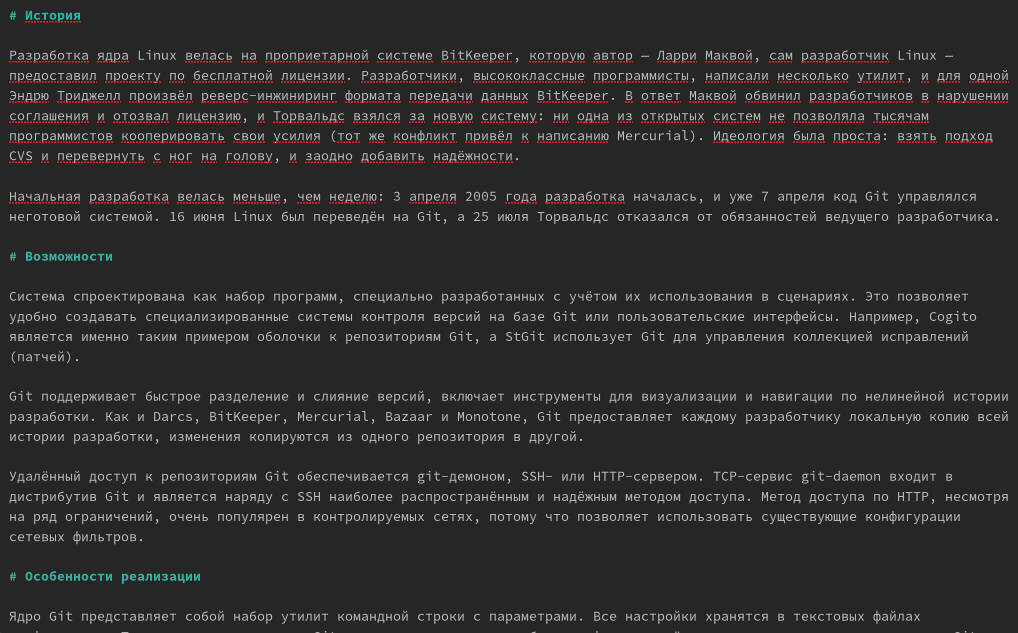 # История
Разработка ядра Linux велась на проприетарной системе BitKeeper, которую автор — Ларри Маквой, сам разработчик Linux —
предоставил проекту по бесплатной лицензии. Разработчики, высококлассные программисты, написали несколько утилит, и для одной
Эндрю Триджелл произвёл реверс-инжиниринг формата передачи данных BitKeeper. В ответ Маквой обвинил разработчиков в нарушении
соглашения и отозвал лицензию, и Торвальдс взялся за новую систему: ни одна из открытых систем не позволяла тысячам
программистов кооперировать свои усилия (тот же конфликт привёл к написанию Mercurial). Идеология была проста: взять подход
CVS и перевернуть с ног на голову, и заодно добавить надёжности.
Начальная разработка велась меньше, чем неделю: 3 апреля 2005 года разработка началась, и уже 7 апреля код Git управлялся
неготовой системой. 16 июня Linux был переведён на Git, а 25 июля Торвальдс отказался от обязанностей ведущего разработчика.
# Возможности
Система спроектирована как набор программ, специально разработанных с учётом их использования в сценариях. Это позволяет
удобно создавать специализированные системы контроля версий на базе Git или пользовательские интерфейсы. Например, Cogito
является именно таким примером оболочки к репозиториям Git, а StGit использует Git для управления коллекцией исправлений
(патчей).
Git поддерживает быстрое разделение и слияние версий, включает инструменты для визуализации и навигации по нелинейной истории
разработки. Как и Darcs, BitKeeper, Mercurial, Bazaar и Monotone, Git предоставляет каждому разработчику локальную копию всей
истории разработки, изменения копируются из одного репозитория в другой.
Удалённый доступ к репозиториям Git обеспечивается git-демоном, SSH- или HTTP-сервером. TCP-сервис git-daemon входит в
дистрибутив Git и является наряду с SSH наиболее распространённым и надёжным методом доступа. Метод доступа по HTTP, несмотря
на ряд ограничений, очень популярен в контролируемых сетях, потому что позволяет использовать существующие конфигурации
сетевых фильтров.
# Особенности реализации
Ядро Git представляет собой набор утилит командной строки с параметрами. Все настройки хранятся в текстовых файлах